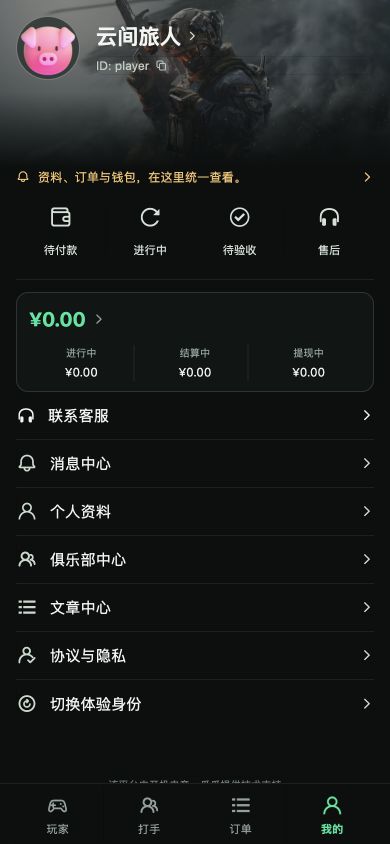 云间旅人
ID: player
资料、订单与钱包，在这里统一查看。
待付款
进行中
待验收
售后
¥0.00
进行中
结算中
提现中
¥0.00
¥0.00
¥0.00
联系客服
消息中心
个人资料
俱乐部中心
文章中心
协议与隐私
切换体验身份
玩家
打手
订单
我的